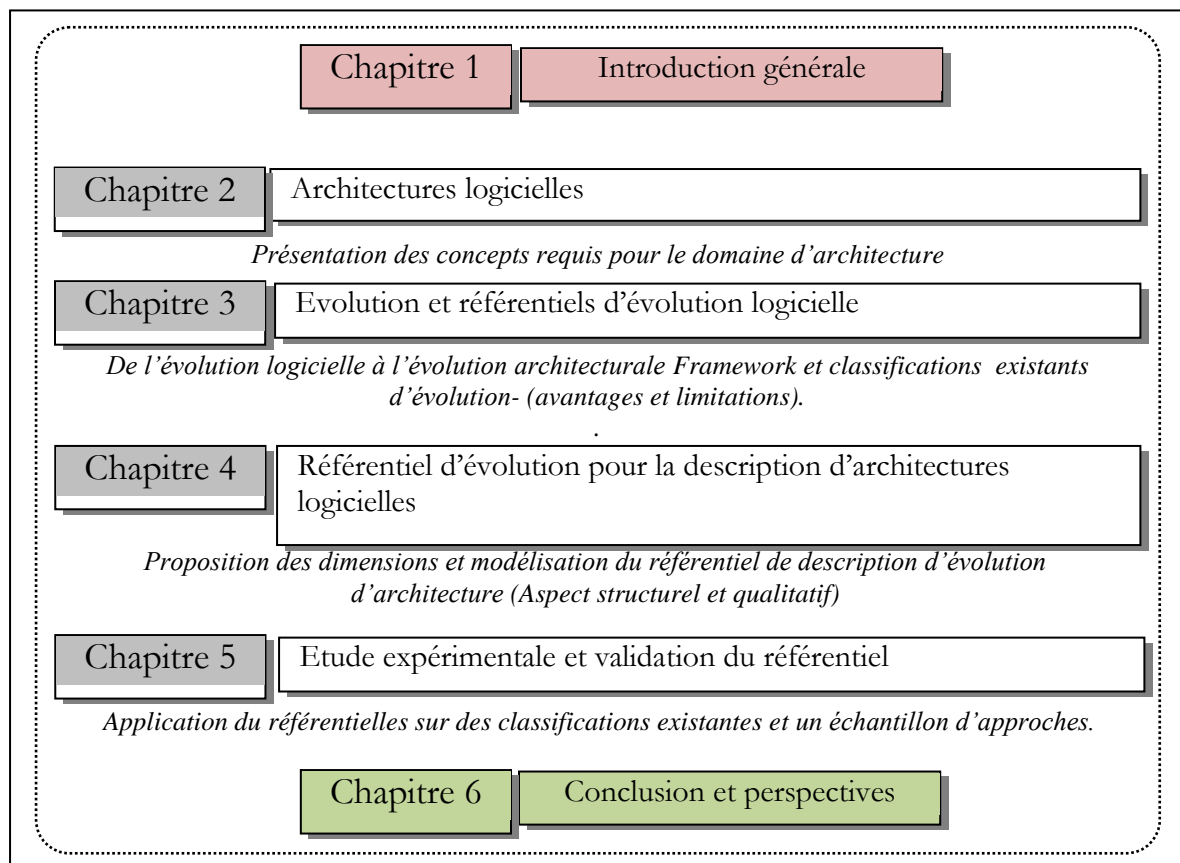 Chapitre 1 Introduction générale
Chapitre 2 Architectures logicielles
Présentation des concepts requis pour le domaine d’architecture
Chapitre 3 Evolution et référentiels d’évolution logicielle
De l’évolution logicielle à l’évolution architecturale Framework et classifications existants
d’évolution- (avantages et limitations).
.
Chapitre 4 Référentiel d’évolution pour la description d’architectures
logicielles
Proposition des dimensions et modélisation du référentiel de description d’évolution
d’architecture (Aspect structurel et qualitatif)
Chapitre 5 Etude expérimentale et validation du référentiel
Application du référentielles sur des classifications existantes et un échantillon d’approches.
Chapitre 6 Conclusion et perspectives